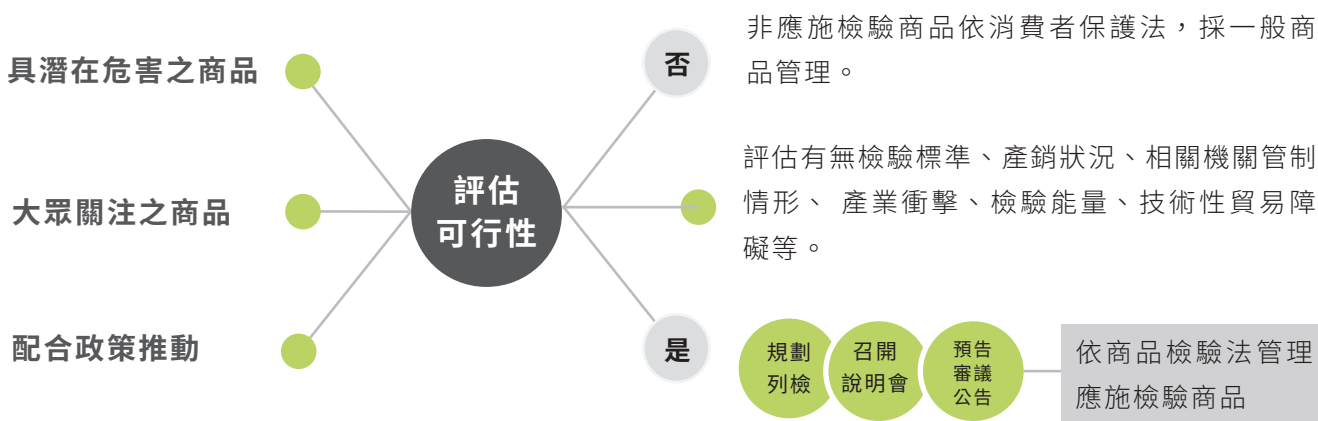 具潛在危害之商品
大眾關注之商品
配合政策推動
評估
可行性
否
非應施檢驗商品依消費者保護法，採一般商
品管理。
評估有無檢驗標準、產銷狀況、相關機關管制
情形、 產業衝擊、檢驗能量、技術性貿易障
礙等。
是
規劃
列檢
召開
說明會
預告
審議
公告
依商品檢驗法管理
應施檢驗商品